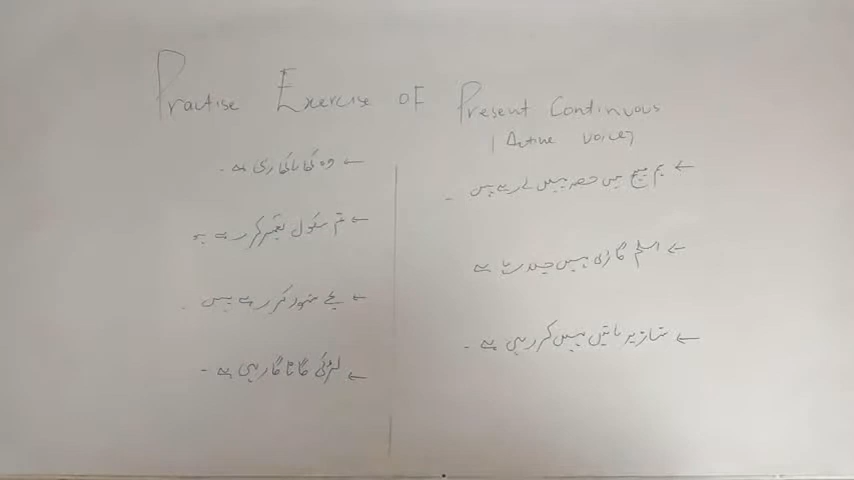 Practise Exercise of Present Continuous
(Active voice)
وہ گانا گا رہی ہے ۔
تم سکول تعمیر کر رہے ہو
بچے شور کر رہے ہیں ۔
لڑکی گانا گا رہی ہے ۔
ہم میچ میں حصہ نہیں لے رہے ہیں ۔
اسلم گاڑی نہیں چلا رہا ہے
شازیہ باتیں نہیں کر رہی ہے ۔